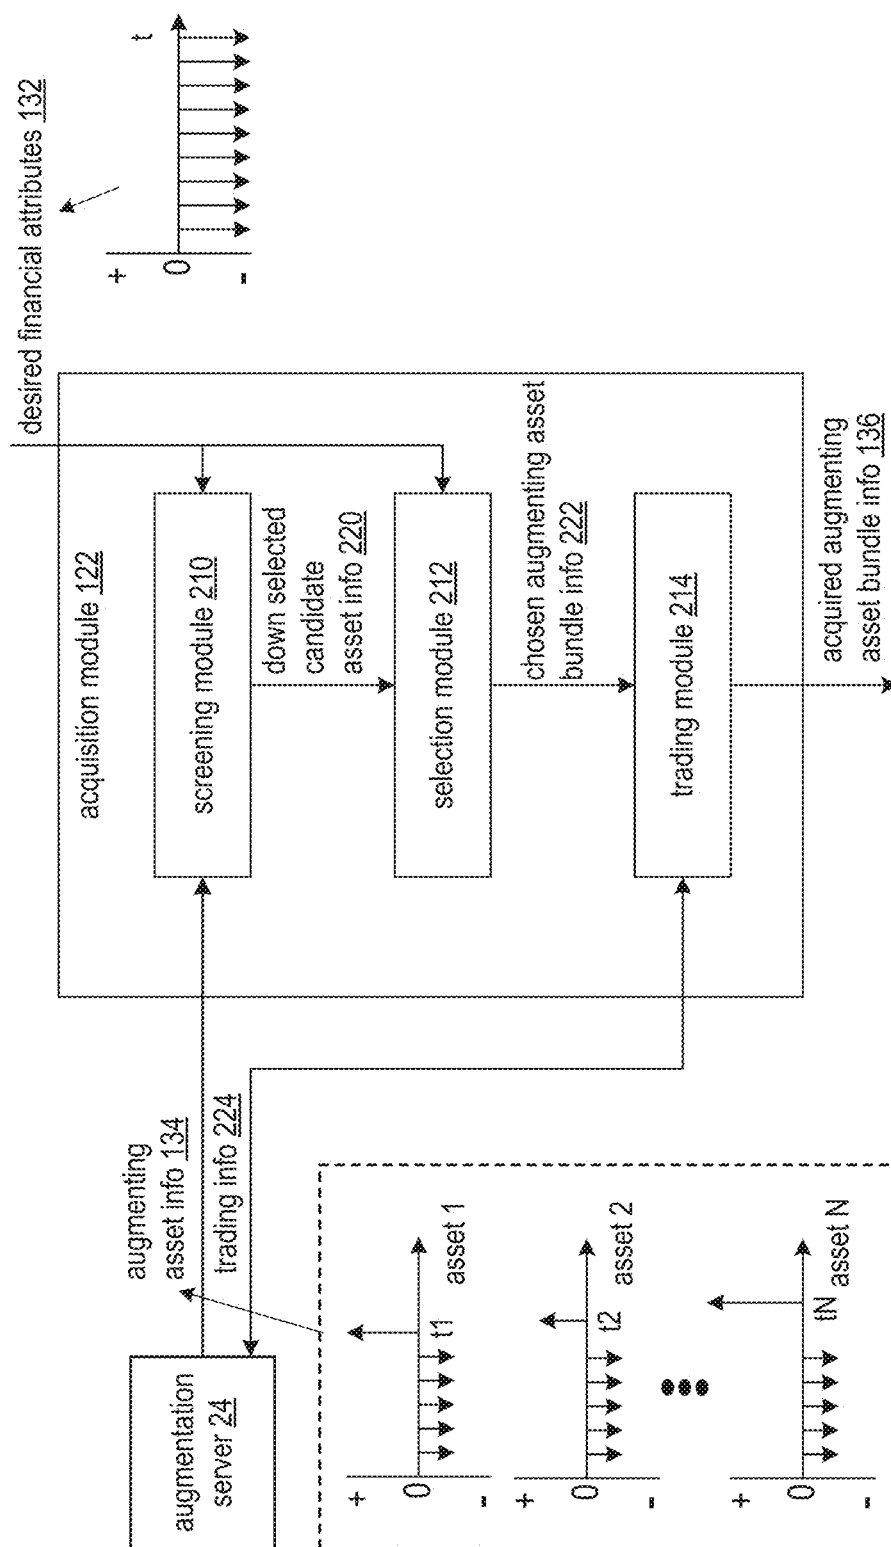 desired financial attributes 132
+
0
-
t
acquisition module 122
screening module 210
down selected
candidate
asset info 220
selection module 212
chosen augmenting asset
bundle info 222
trading module 214
acquired augmenting
asset bundle info 136
augmentation
server 24
augmenting
asset info 134
trading info 224
+
0
-
t1
asset 1
+
0
-
t2
asset 2
+
0
-
tN
asset N